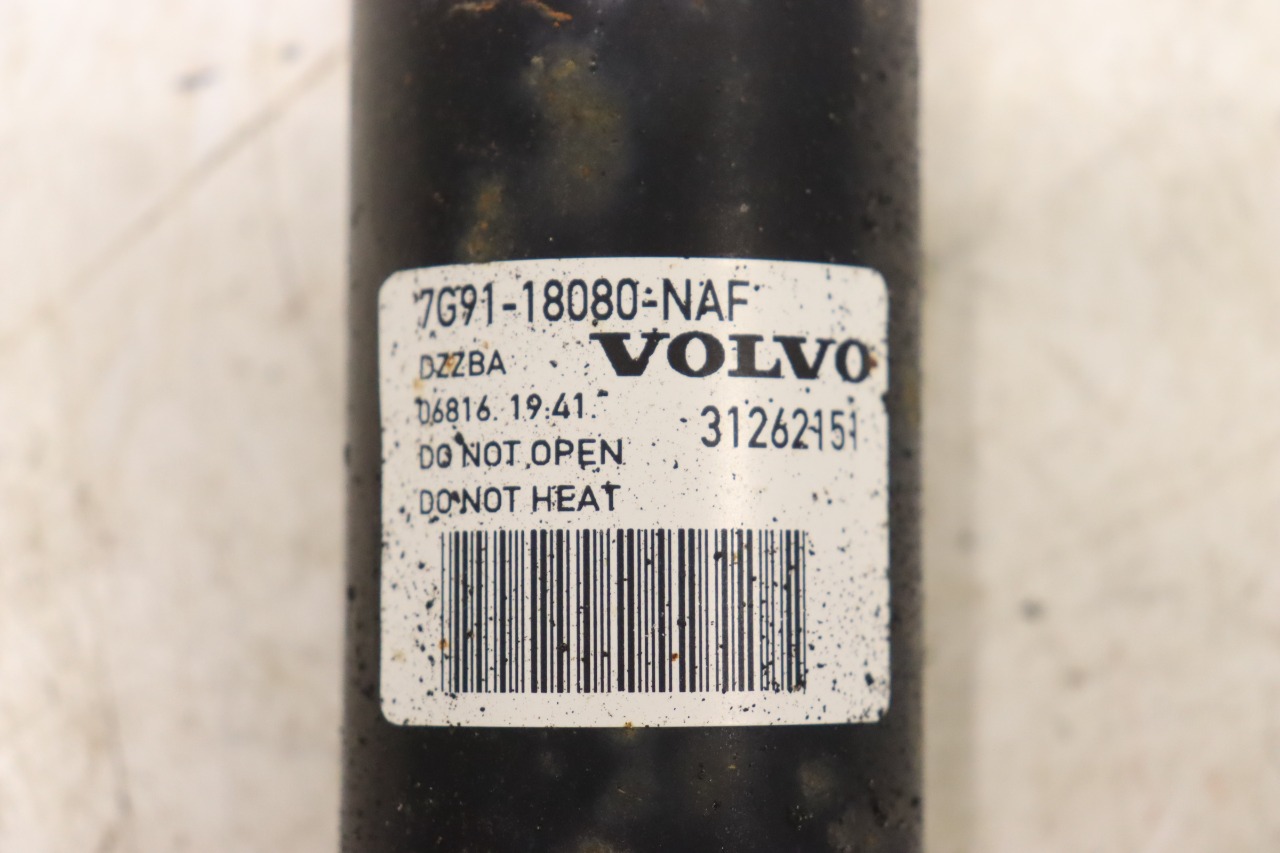 7G91-18080-NAF
DZZBA VOLVO
06816. 19:41.
31262151
DO NOT OPEN
DO NOT HEAT